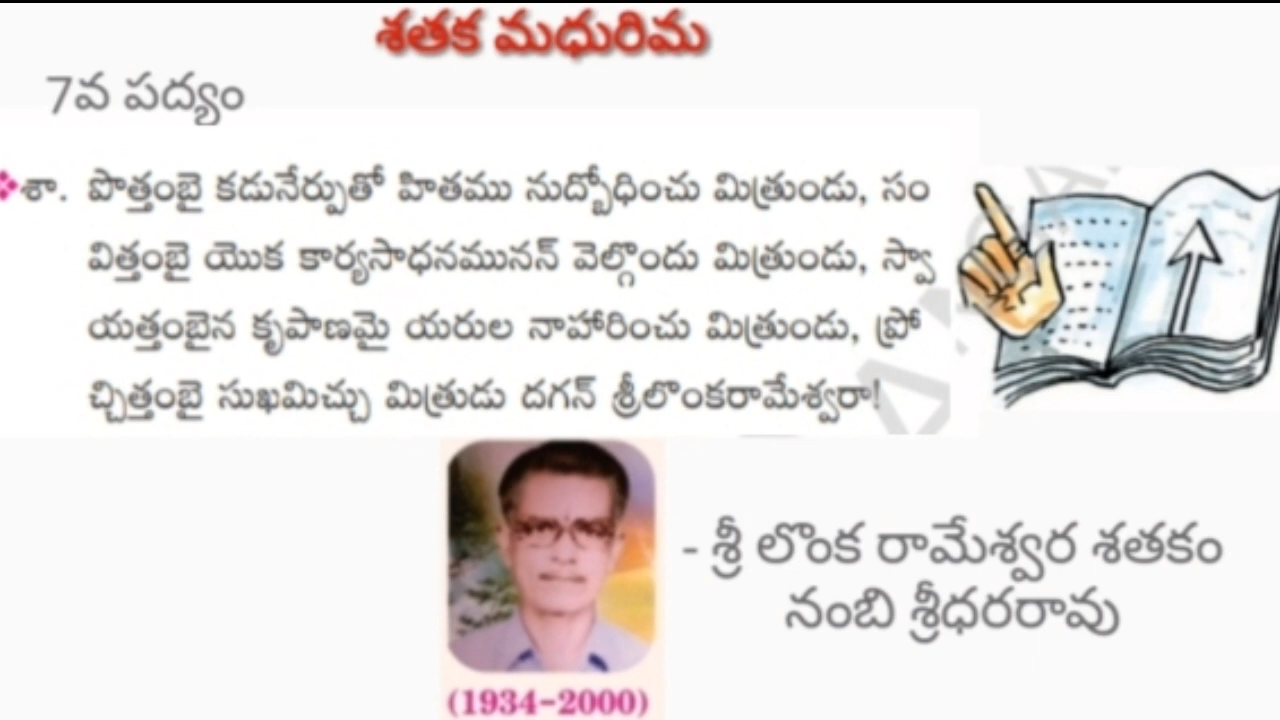 శతక మధురిమ
7వ పద్యం
❖శా. పొత్తంబై కడునేర్పుతో హితము నుద్బోధించు మిత్రుండు, సం
విత్తంబై యొక కార్యసాధనమునన్ వెల్గొందు మిత్రుండు, స్వా
యత్తంబైన కృపాణమై యరుల నాహారించు మిత్రుండు, ప్రో
చ్చిత్తంబై సుఖమిచ్చు మిత్రుడు దగన్ శ్రీలొంకరామేశ్వరా!
- శ్రీ లొంక రామేశ్వర శతకం
నంబి శ్రీధరరావు
(1934-2000)